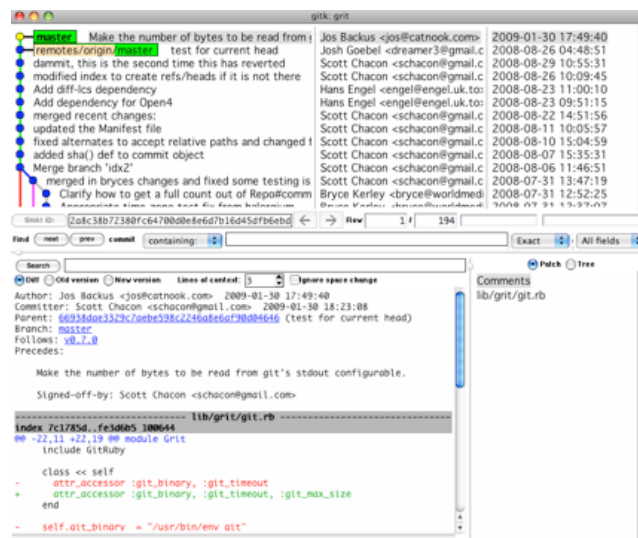 gitk: grit
master Make the number of bytes to be read from Jos Backus <jos@catnook.com> 2009-01-30 17:49:40
remotes/origin/master test for current head Josh Goebel <dreamer3@gmail.c 2008-08-26 04:48:51
dammit, this is the second time this has reverted Scott Chacon <schacon@gmail.c 2008-08-29 10:55:31
modified index to create refs/heads if it is not there Scott Chacon <schacon@gmail.c 2008-08-26 10:09:45
Add diff-lcs dependency Hans Engel <engel@engel.uk.to> 2008-08-23 11:00:10
Add dependency for Open4 Hans Engel <engel@engel.uk.to> 2008-08-23 09:51:15
merged recent changes: Scott Chacon <schacon@gmail.c 2008-08-22 14:51:56
updated the Manifest file Scott Chacon <schacon@gmail.c 2008-08-11 10:05:57
fixed alternates to accept relative paths and changed f Scott Chacon <schacon@gmail.c 2008-08-10 15:04:59
added sha() def to commit object Scott Chacon <schacon@gmail.c 2008-08-07 15:35:31
Merge branch 'idx2' Scott Chacon <schacon@gmail.c 2008-08-06 11:46:51
merged in bryces changes and fixed some testing is Scott Chacon <schacon@gmail.c 2008-07-31 13:47:19
Clarify how to get a full count out of Repo#comm Bryce Kerley <bkerley@worldmedi 2008-07-31 12:52:25
SHA1 ID: 2a8c38b72380fc64700d0e8e6d7b16d45dfb6ebd ← → Row 1 / 194
Find next prev commit containing: Exact All fields
Search
Diff Old version New version Lines of context: 3 Ignore space change
Patch Tree
Author: Jos Backus <jos@catnook.com> 2009-01-30 17:49:40
Committer: Scott Chacon <schacon@gmail.com> 2009-01-30 18:23:08
Parent: 66938dae3329c7aebe598c2246a8e6af90d04646 (test for current head)
Branch: master
Follows: v0.7.0
Precedes:
Make the number of bytes to be read from git's stdout configurable.
Signed-off-by: Scott Chacon <schacon@gmail.com>
lib/grit/git.rb
index 7c1785d..fe3d6b5 100644
@@ -22,11 +22,19 @@ module Grit
include GitRuby
class << self
- attr_accessor :git_binary, :git_timeout
+ attr_accessor :git_binary, :git_timeout, :git_max_size
end
- self.git_binary = "/usr/bin/env git"
Comments
lib/grit/git.rb